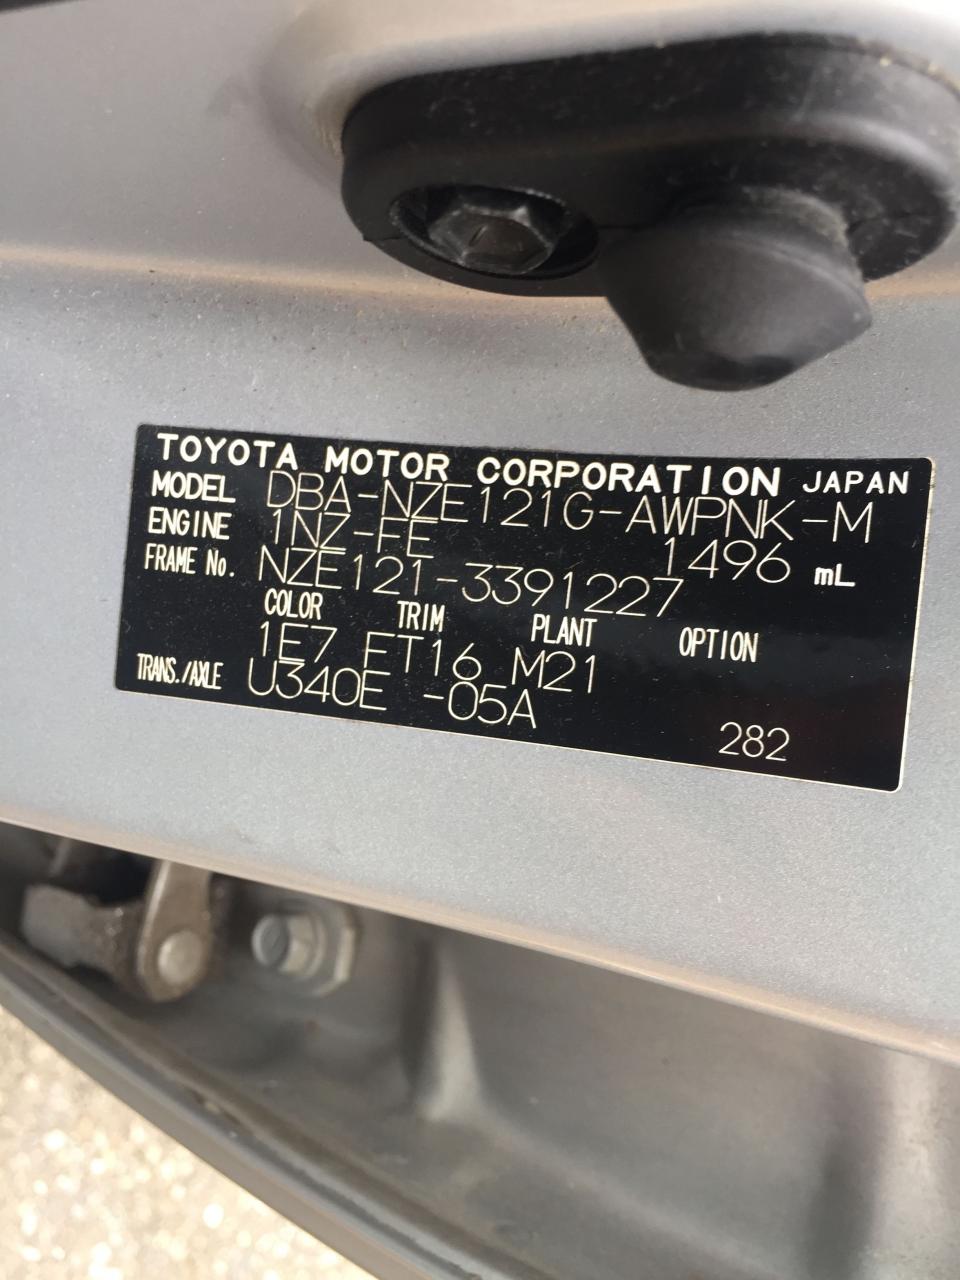 TOYOTA MOTOR CORPORATION JAPAN
MODEL DBA-NZE121G-AWPNK-M
ENGINE 1NZ-FE 1496 mL
FRAME No. NZE121-3391227
COLOR TRIM PLANT OPTION
1E7 FT16 M21
TRANS./AXLE U340E -05A
282